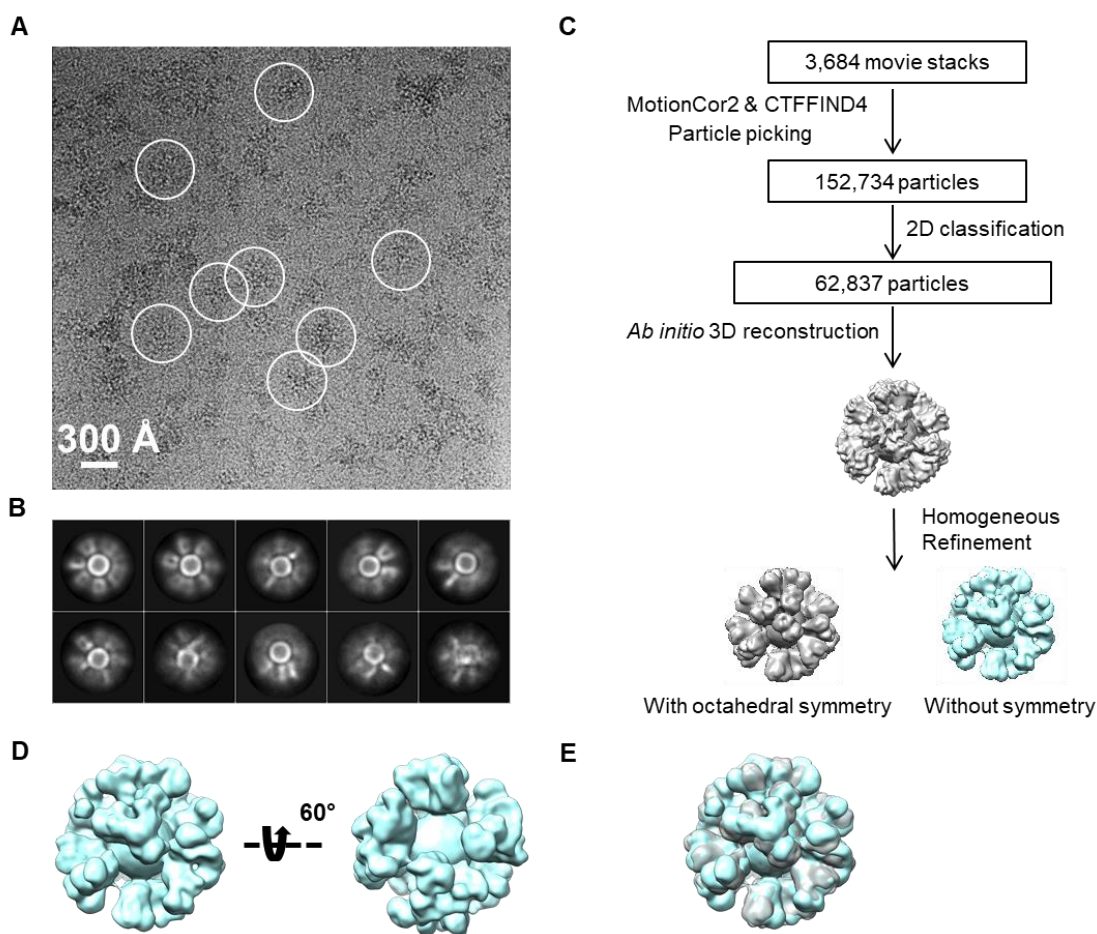 A
300 Å
B
C
3,684 movie stacks
MotionCor2 & CTFFIND4
Particle picking
152,734 particles
2D classification
62,837 particles
Ab initio 3D reconstruction
Homogeneous
Refinement
With octahedral symmetry
Without symmetry
D
60°
E